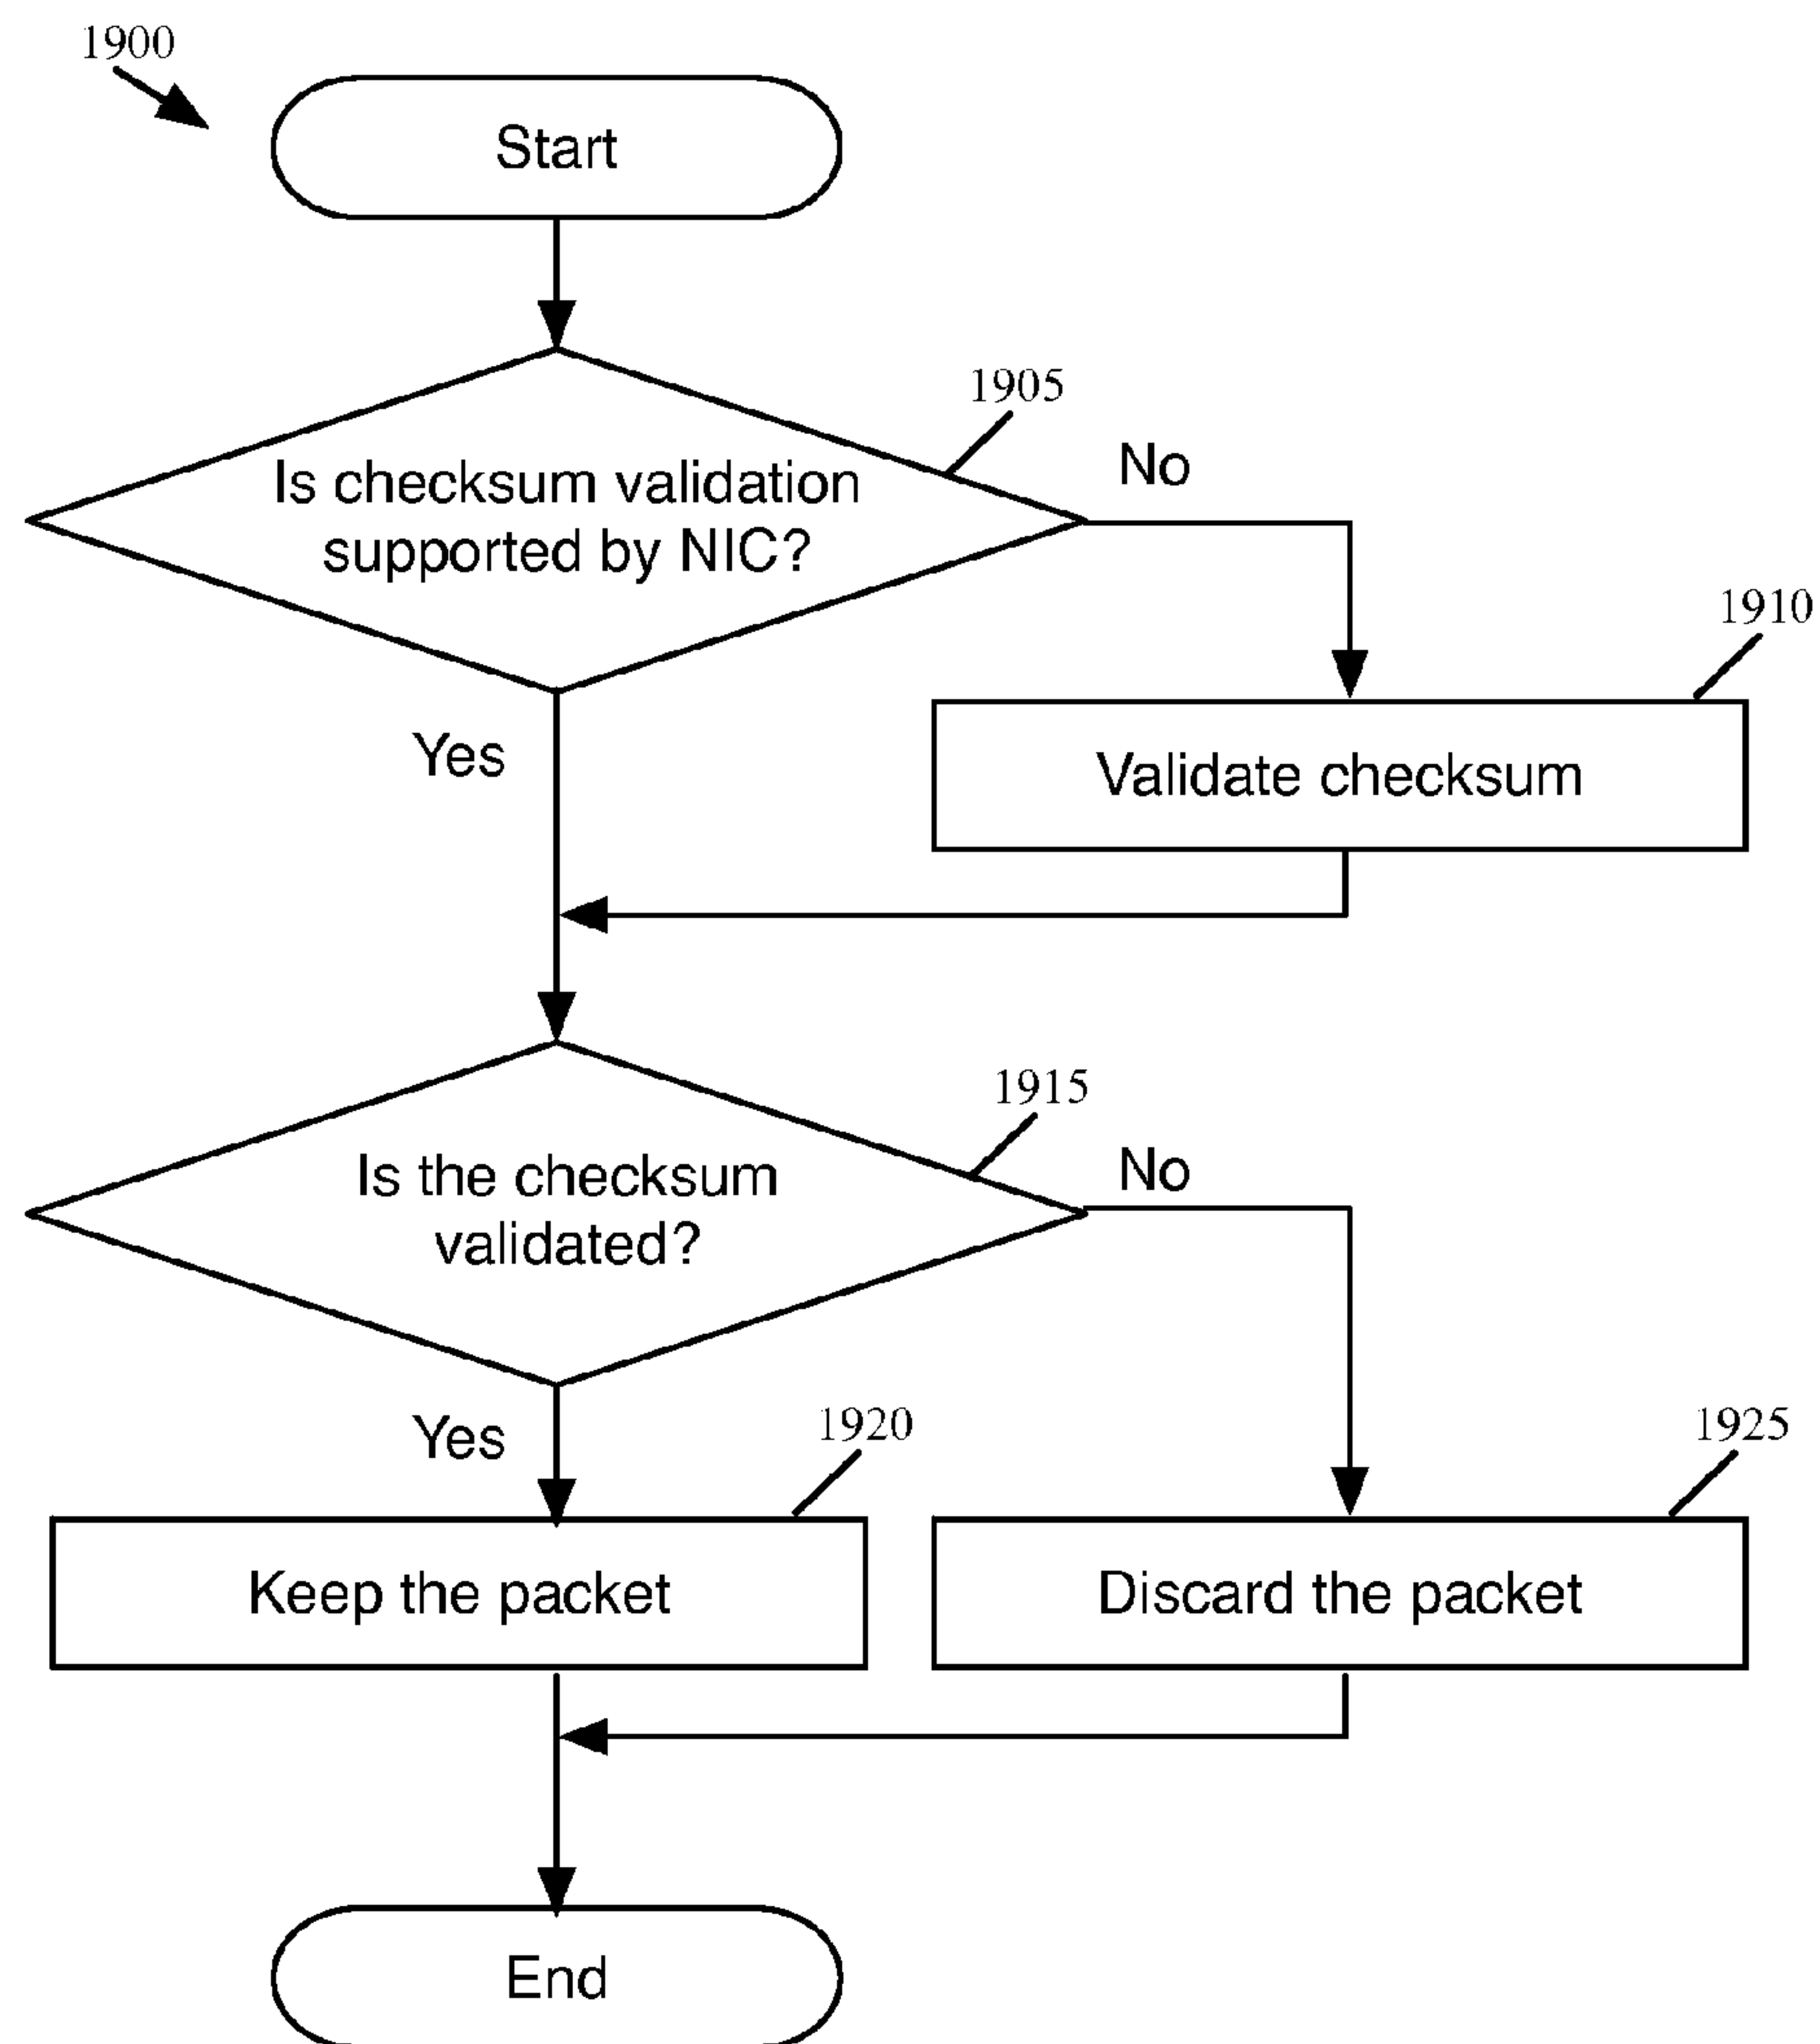 1900
Start
1905
No
Is checksum validation
supported by NIC?
1910
Yes
Validate checksum
1915
No
Is the checksum
validated?
Yes
1920
1925
Keep the packet
Discard the packet
End